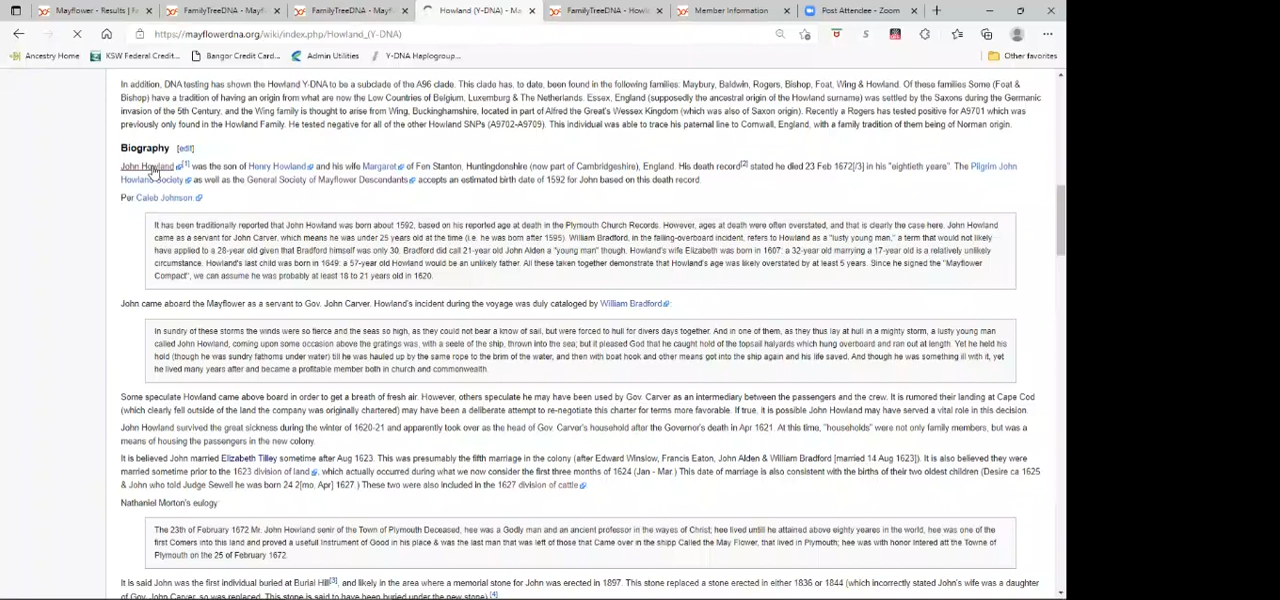 Mayflower - Results | F
FamilyTreeDNA - Mayf
FamilyTreeDNA - Mayf
Howland (Y-DNA) - Ma
FamilyTreeDNA - Howl
Member Information
Post Attendee - Zoom
https://mayflowerdna.org/wiki/index.php/Howland_(Y-DNA)
Ancestry Home
KSW Federal Credit...
Bangor Credit Card...
Admin Utilities
Y-DNA Haplogroup...
Other favorites
In addition, DNA testing has shown the Howland Y-DNA to be a subclade of the A96 clade. This clade has, to date, been found in the following families: Maybury, Baldwin, Rogers, Bishop, Foat, Wing & Howland. Of these families Some (Foat &
Bishop) have a tradition of having an origin from what are now the Low Countries of Belgium, Luxemburg & The Netherlands. Essex, England (supposedly the ancestral origin of the Howland surname) was settled by the Saxons during the Germanic
invasion of the 5th Century, and the Wing family is thought to arise from Wing, Buckinghamshire, located in part of Alfred the Great's Wessex Kingdom (which was also of Saxon origin). Recently a Rogers has tested positive for A9701 which was
previously only found in the Howland Family. He tested negative for all of the other Howland SNPs (A9702-A9709). This individual was able to trace his paternal line to Cornwall, England, with a family tradition of them being of Norman origin.
Biography [edit]
John Howland [1] was the son of Henry Howland and his wife Margaret of Fen Stanton, Huntingdonshire (now part of Cambridgeshire), England. His death record[2] stated he died 23 Feb 1672[/3] in his "eightieth yeare". The Pilgrim John
Howland Society as well as the General Society of Mayflower Descendants accepts an estimated birth date of 1592 for John based on this death record.
Per Caleb Johnson
It has been traditionally reported that John Howland was born about 1592, based on his reported age at death in the Plymouth Church Records. However, ages at death were often overstated, and that is clearly the case here. John Howland
came as a servant for John Carver, which means he was under 25 years old at the time (i.e. he was born after 1595). William Bradford, in the falling-overboard incident, refers to Howland as a "lusty young man," a term that would not likely
have applied to a 28-year old given that Bradford himself was only 30; Bradford did call 21-year old John Alden a "young man" though. Howland's wife Elizabeth was born in 1607: a 32-year old marrying a 17-year old is a relatively unlikely
circumstance. Howland's last child was born in 1649: a 57-year old Howland would be an unlikely father. All these taken together demonstrate that Howland's age was likely overstated by at least 5 years. Since he signed the "Mayflower
Compact", we can assume he was probably at least 18 to 21 years old in 1620.
John came aboard the Mayflower as a servant to Gov. John Carver. Howland's incident during the voyage was duly cataloged by William Bradford:
In sundry of these storms the winds were so fierce and the seas so high, as they could not bear a know of sail, but were forced to hull for divers days together. And in one of them, as they thus lay at hull in a mighty storm, a lusty young man
called John Howland, coming upon some occasion above the gratings was, with a seele of the ship, thrown into the sea; but it pleased God that he caught hold of the topsail halyards which hung overboard and ran out at length. Yet he held his
hold (though he was sundry fathoms under water) till he was hauled up by the same rope to the brim of the water, and then with boat hook and other means got into the ship again and his life saved. And though he was something ill with it, yet
he lived many years after and became a profitable member both in church and commonwealth.
Some speculate Howland came above board in order to get a breath of fresh air. However, others speculate he may have been used by Gov. Carver as an intermediary between the passengers and the crew. It is rumored their landing at Cape Cod
(which clearly fell outside of the land the company was originally chartered) may have been a deliberate attempt to re-negotiate this charter for terms more favorable. If true, it is possible John Howland may have served a vital role in this decision.
John Howland survived the great sickness during the winter of 1620-21 and apparently took over as the head of Gov. Carver's household after the Governor's death in Apr 1621. At this time, "households" were not only family members, but was a
means of housing the passengers in the new colony.
It is believed John married Elizabeth Tilley sometime after Aug 1623. This was presumably the fifth marriage in the colony (after Edward Winslow, Francis Eaton, John Alden & William Bradford [married 14 Aug 1623]). It is also believed they were
married sometime prior to the 1623 division of land, which actually occurred during what we now consider the first three months of 1624 (Jan - Mar.) This date of marriage is also consistent with the births of their two oldest children (Desire ca 1625
& John who told Judge Sewell he was born 24 2[mo, Apr] 1627.) These two were also included in the 1627 division of cattle
Nathaniel Morton's eulogy:
The 23th of February 1672 Mr. John Howland senir of the Town of Plymouth Deceased, hee was a Godly man and an ancient professor in the wayes of Christ; hee lived untill he attained above eighty yeares in the world, hee was one of the
first Comers into this land and proved a usefull Instrument of Good in his place & was the last man that was left of those that Came over in the shipp Called the May Flower, that lived in Plymouth; hee was with honor Intered att the Towne of
Plymouth on the 25 of February 1672.
It is said John was the first individual buried at Burial Hill[3], and likely in the area where a memorial stone for John was erected in 1897. This stone replaced a stone erected in either 1836 or 1844 (which incorrectly stated John's wife was a daughter
of Gov. John Carver, so was replaced. This stone is said to have been buried under the new stone).[4]